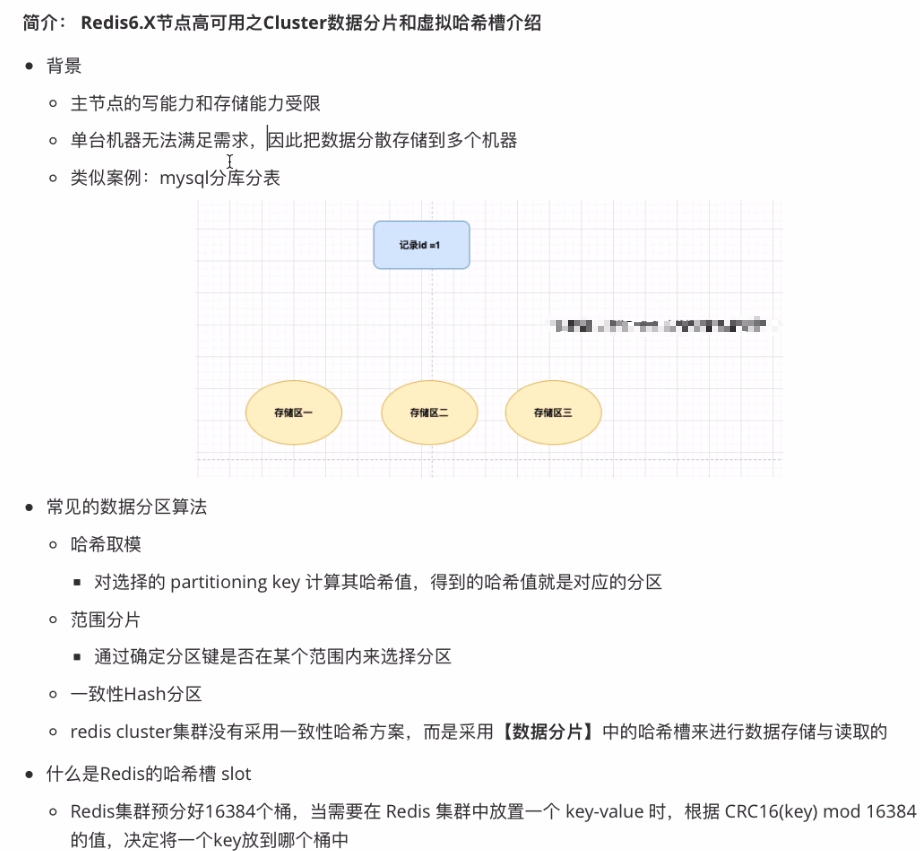 简介： Redis6.X节点高可用之Cluster数据分片和虚拟哈希槽介绍
背景
主节点的写能力和存储能力受限
单台机器无法满足需求，因此把数据分散存储到多个机器
类似案例：mysql分库分表
记录id =1
存储区一
存储区二
存储区三
常见的数据分区算法
哈希取模
对选择的 partitioning key 计算其哈希值，得到的哈希值就是对应的分区
范围分片
通过确定分区键是否在某个范围内来选择分区
一致性Hash分区
redis cluster集群没有采用一致性哈希方案，而是采用【数据分片】中的哈希槽来进行数据存储与读取的
什么是Redis的哈希槽 slot
Redis集群预分好16384个桶，当需要在 Redis 集群中放置一个 key-value 时，根据 CRC16(key) mod 16384
的值，决定将一个key放到哪个桶中